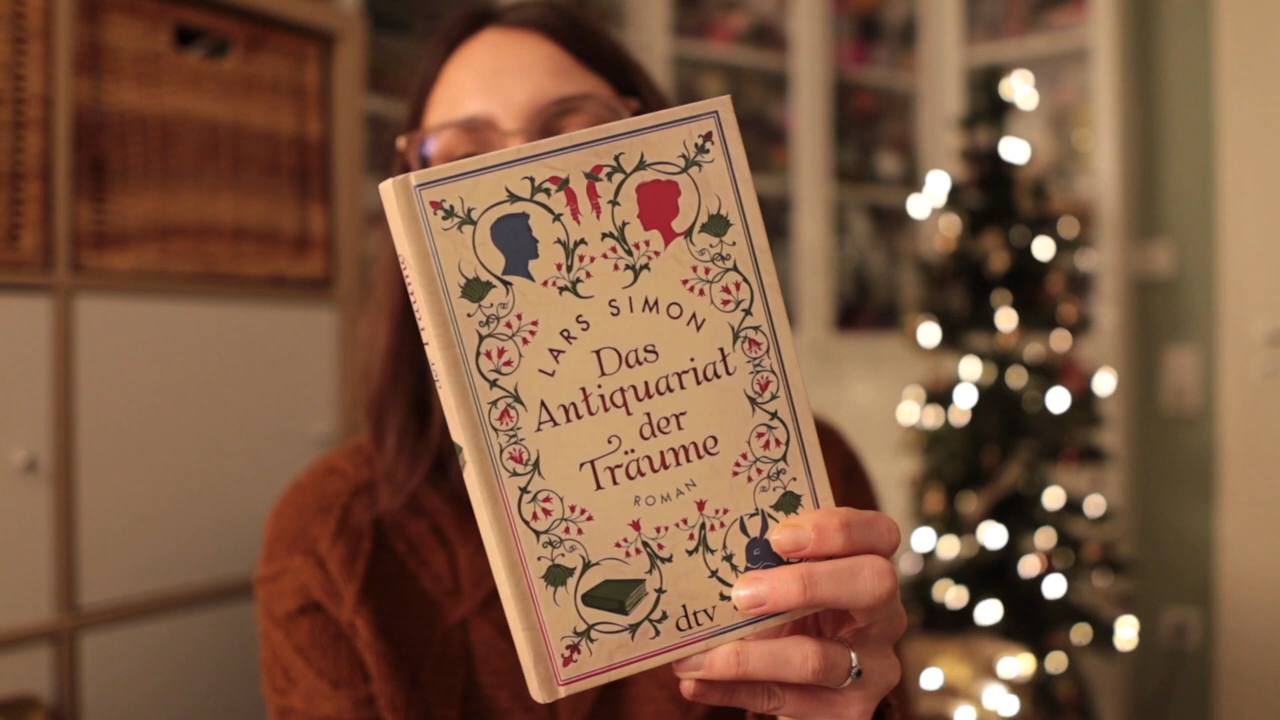 LARS SIMON
Das
Antiquariat
der
Träume
ROMAN
dtv